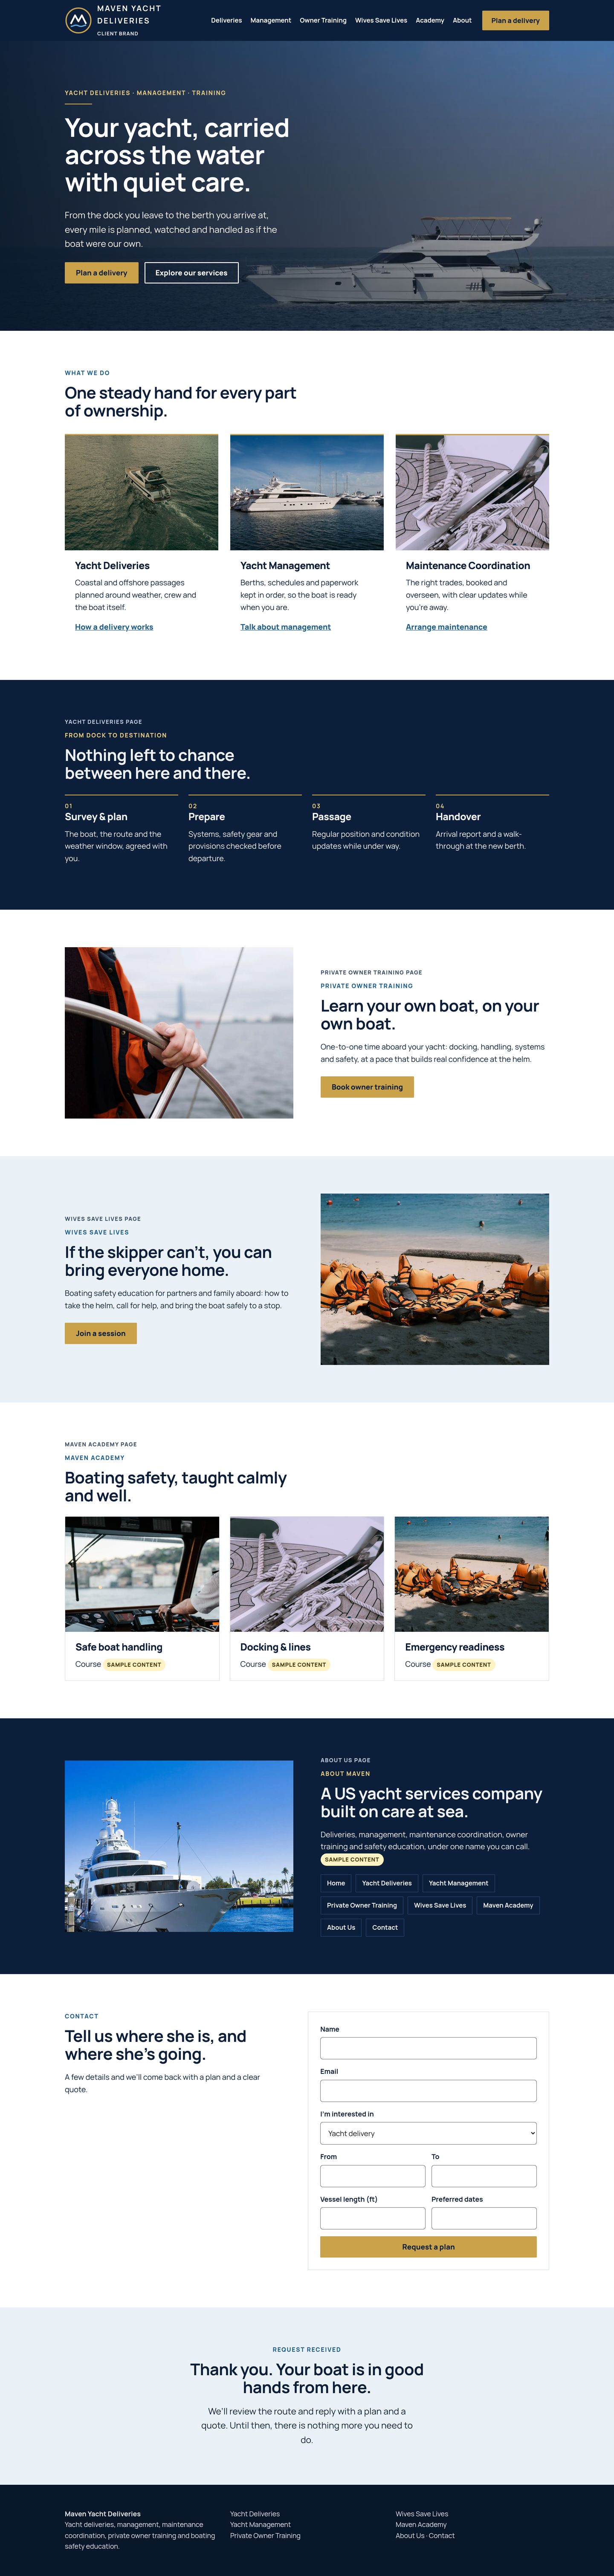 MAVEN YACHT
DELIVERIES
CLIENT BRAND
Deliveries Management Owner Training Wives Save Lives Academy About Plan a delivery
YACHT DELIVERIES · MANAGEMENT · TRAINING
Your yacht, carried
across the water
with quiet care.
From the dock you leave to the berth you arrive at,
every mile is planned, watched and handled as if the
boat were our own.
Plan a delivery Explore our services
WHAT WE DO
One steady hand for every part
of ownership.
Yacht Deliveries
Coastal and offshore passages
planned around weather, crew and
the boat itself.
How a delivery works
Yacht Management
Berths, schedules and paperwork
kept in order, so the boat is ready
when you are.
Talk about management
Maintenance Coordination
The right trades, booked and
overseen, with clear updates while
you're away.
Arrange maintenance
YACHT DELIVERIES PAGE
FROM DOCK TO DESTINATION
Nothing left to chance
between here and there.
01
Survey & plan
The boat, the route and the
weather window, agreed with
you.
02
Prepare
Systems, safety gear and
provisions checked before
departure.
03
Passage
Regular position and condition
updates while under way.
04
Handover
Arrival report and a walk-
through at the new berth.
PRIVATE OWNER TRAINING PAGE
PRIVATE OWNER TRAINING
Learn your own boat, on your
own boat.
One-to-one time aboard your yacht: docking, handling, systems
and safety, at a pace that builds real confidence at the helm.
Book owner training
WIVES SAVE LIVES PAGE
WIVES SAVE LIVES
If the skipper can't, you can
bring everyone home.
Boating safety education for partners and family aboard: how to
take the helm, call for help, and bring the boat safely to a stop.
Join a session
MAVEN ACADEMY PAGE
MAVEN ACADEMY
Boating safety, taught calmly
and well.
Safe boat handling
Course SAMPLE CONTENT
Docking & lines
Course SAMPLE CONTENT
Emergency readiness
Course SAMPLE CONTENT
ABOUT US PAGE
ABOUT MAVEN
A US yacht services company
built on care at sea.
Deliveries, management, maintenance coordination, owner
training and safety education, under one name you can call.
SAMPLE CONTENT
Home Yacht Deliveries Yacht Management
Private Owner Training Wives Save Lives Maven Academy
About Us Contact
CONTACT
Tell us where she is, and
where she's going.
A few details and we'll come back with a plan and a clear
quote.
Name
Email
I'm interested in
Yacht delivery
From To
Vessel length (ft) Preferred dates
Request a plan
REQUEST RECEIVED
Thank you. Your boat is in good
hands from here.
We'll review the route and reply with a plan and a
quote. Until then, there is nothing more you need to
do.
Maven Yacht Deliveries
Yacht deliveries, management, maintenance
coordination, private owner training and boating
safety education.
Yacht Deliveries
Yacht Management
Private Owner Training
Wives Save Lives
Maven Academy
About Us · Contact